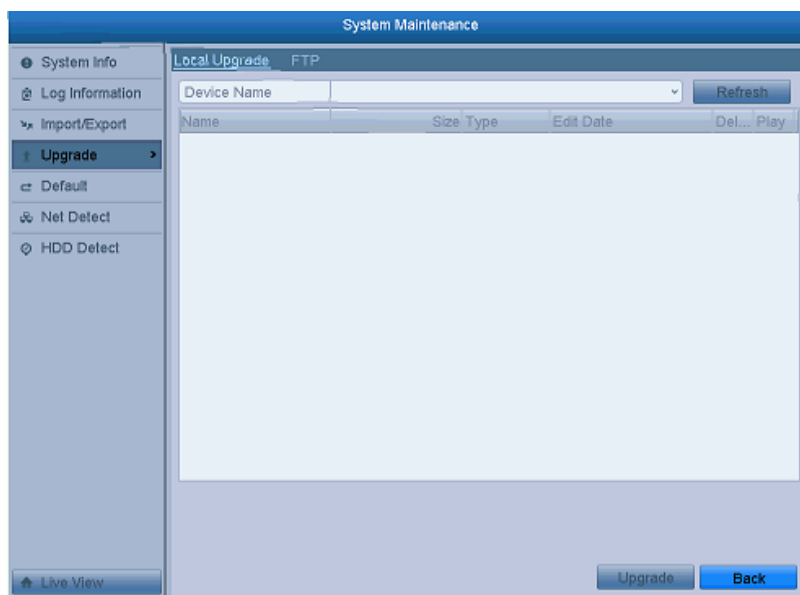 System Maintenance
System Info
Log Information
Import/Export
Upgrade >
Default
Net Detect
HDD Detect
Live View
Local Upgrade FTP
Device Name Refresh
Name Size Type Edit Date Del... Play
Upgrade Back